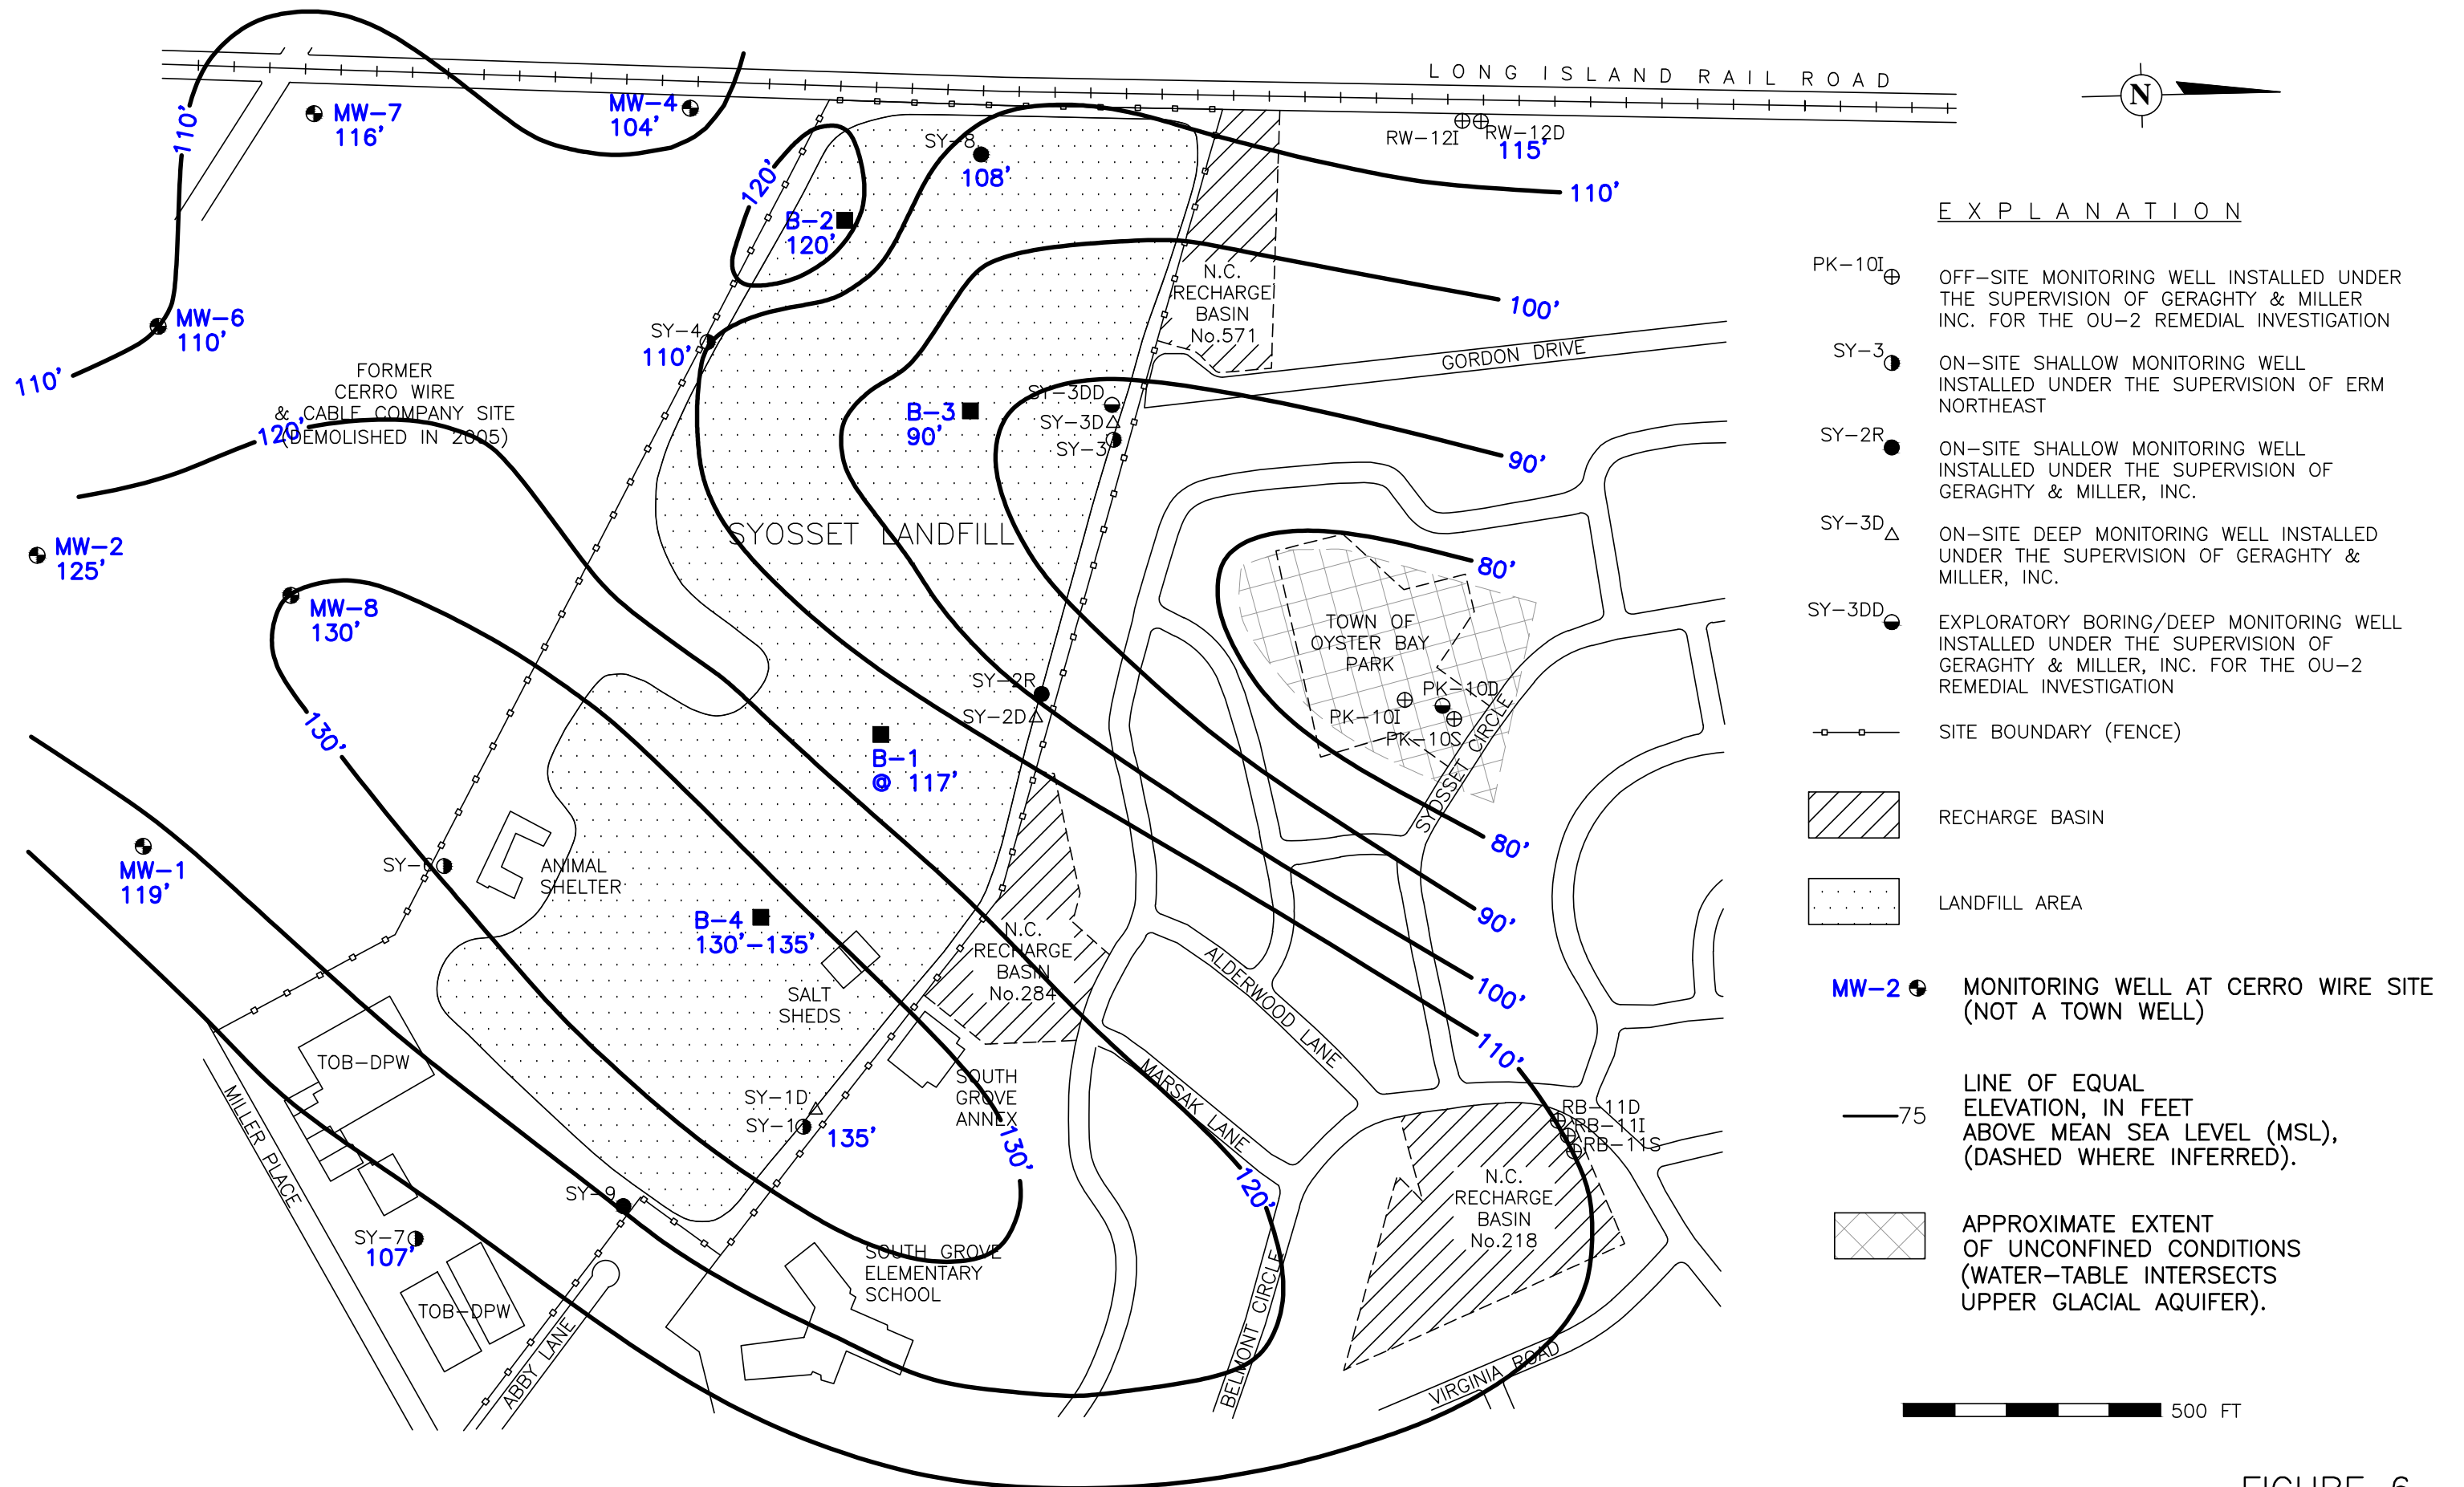 LONG ISLAND RAIL ROAD
N
110'
MW-7
116'
MW-4
104'
SY-8
108'
RW-12I
RW-12D
115'
110'
120'
B-2
120'
MW-6
110'
110'
SY-4
110'
N.C.
RECHARGE
BASIN
No.571
100'
GORDON DRIVE
FORMER
CERRO WIRE
& CABLE COMPANY SITE
(DEMOLISHED IN 2005)
120'
B-3
90'
SY-3DD
SY-3D
SY-3
90'
SYOSSET LANDFILL
MW-2
125'
MW-8
130'
80'
TOWN OF
OYSTER BAY
PARK
SY-2R
SY-2D
PK-10D
PK-10I
PK-10S
SYOSSET CIRCLE
130'
B-1
@ 117'
80'
MW-1
119'
SY-6
ANIMAL
SHELTER
B-4
130'-135'
90'
N.C.
RECHARGE
BASIN
No.284
ALDERWOOD LANE
100'
SALT
SHEDS
110'
TOB-DPW
SOUTH
GROVE
ANNEX
MARSAK LANE
SY-1D
SY-1
135'
130'
RB-11D
RB-11I
RB-11S
MILLER PLACE
SY-9
120'
N.C.
RECHARGE
BASIN
No.218
SY-7
107'
SOUTH GROVE
ELEMENTARY
SCHOOL
TOB-DPW
ABBY LANE
BELMONT CIRCLE
VIRGINIA ROAD
EXPLANATION
PK-10I
OFF-SITE MONITORING WELL INSTALLED UNDER
THE SUPERVISION OF GERAGHTY & MILLER
INC. FOR THE OU-2 REMEDIAL INVESTIGATION
SY-3
ON-SITE SHALLOW MONITORING WELL
INSTALLED UNDER THE SUPERVISION OF ERM
NORTHEAST
SY-2R
ON-SITE SHALLOW MONITORING WELL
INSTALLED UNDER THE SUPERVISION OF
GERAGHTY & MILLER, INC.
SY-3D
ON-SITE DEEP MONITORING WELL INSTALLED
UNDER THE SUPERVISION OF GERAGHTY &
MILLER, INC.
SY-3DD
EXPLORATORY BORING/DEEP MONITORING WELL
INSTALLED UNDER THE SUPERVISION OF
GERAGHTY & MILLER, INC. FOR THE OU-2
REMEDIAL INVESTIGATION
SITE BOUNDARY (FENCE)
RECHARGE BASIN
LANDFILL AREA
MW-2
MONITORING WELL AT CERRO WIRE SITE
(NOT A TOWN WELL)
75
LINE OF EQUAL
ELEVATION, IN FEET
ABOVE MEAN SEA LEVEL (MSL),
(DASHED WHERE INFERRED).
APPROXIMATE EXTENT
OF UNCONFINED CONDITIONS
(WATER-TABLE INTERSECTS
UPPER GLACIAL AQUIFER).
500 FT
FIGURE 6